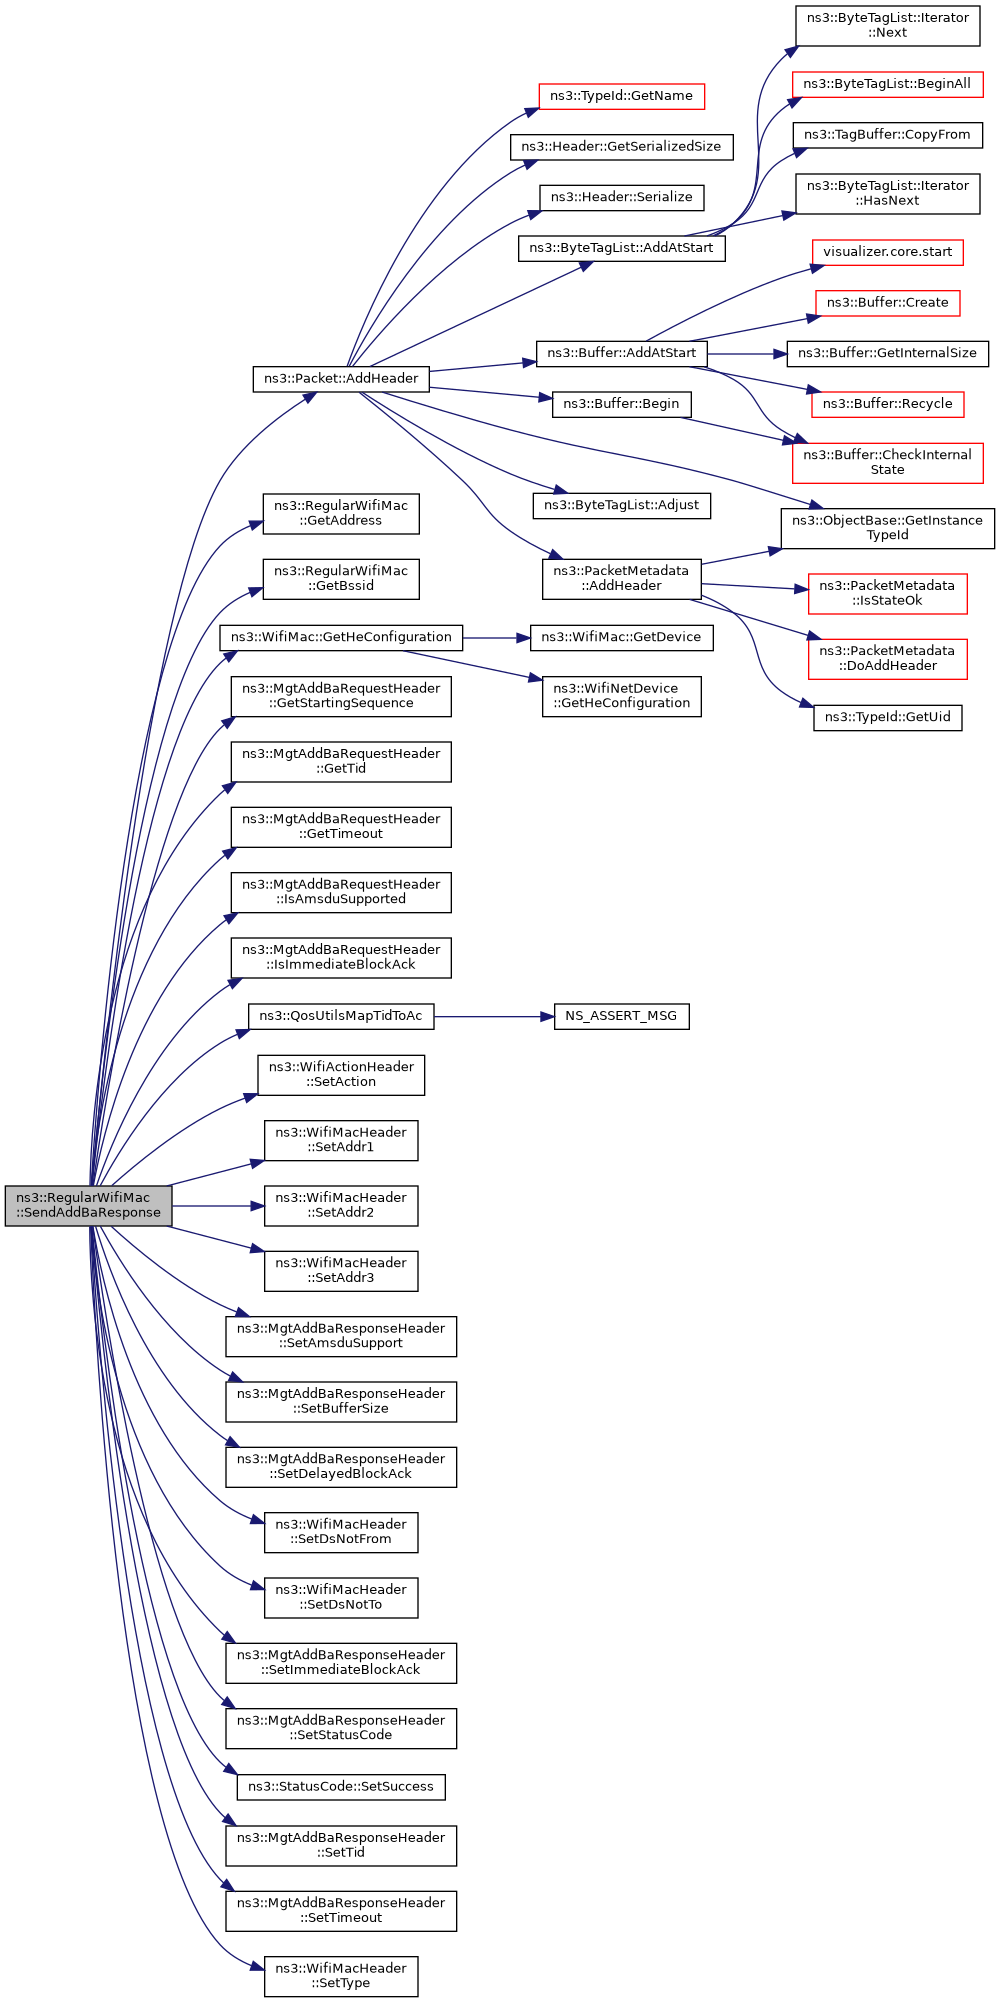 ns3::RegularWifiMac
::SendAddBaResponse
ns3::Packet::AddHeader
ns3::RegularWifiMac
::GetAddress
ns3::RegularWifiMac
::GetBssid
ns3::WifiMac::GetHeConfiguration
ns3::MgtAddBaRequestHeader
::GetStartingSequence
ns3::MgtAddBaRequestHeader
::GetTid
ns3::MgtAddBaRequestHeader
::GetTimeout
ns3::MgtAddBaRequestHeader
::IsAmsduSupported
ns3::MgtAddBaRequestHeader
::IsImmediateBlockAck
ns3::QosUtilsMapTidToAc
ns3::WifiActionHeader
::SetAction
ns3::WifiMacHeader
::SetAddr1
ns3::WifiMacHeader
::SetAddr2
ns3::WifiMacHeader
::SetAddr3
ns3::MgtAddBaResponseHeader
::SetAmsduSupport
ns3::MgtAddBaResponseHeader
::SetBufferSize
ns3::MgtAddBaResponseHeader
::SetDelayedBlockAck
ns3::WifiMacHeader
::SetDsNotFrom
ns3::WifiMacHeader
::SetDsNotTo
ns3::MgtAddBaResponseHeader
::SetImmediateBlockAck
ns3::MgtAddBaResponseHeader
::SetStatusCode
ns3::StatusCode::SetSuccess
ns3::MgtAddBaResponseHeader
::SetTid
ns3::MgtAddBaResponseHeader
::SetTimeout
ns3::WifiMacHeader
::SetType
ns3::TypeId::GetName
ns3::Header::GetSerializedSize
ns3::Header::Serialize
ns3::ByteTagList::AddAtStart
ns3::Buffer::AddAtStart
ns3::Buffer::Begin
ns3::ByteTagList::Adjust
ns3::PacketMetadata
::AddHeader
ns3::WifiMac::GetDevice
ns3::WifiNetDevice
::GetHeConfiguration
NS_ASSERT_MSG
ns3::ByteTagList::Iterator
::Next
ns3::ByteTagList::BeginAll
ns3::TagBuffer::CopyFrom
ns3::ByteTagList::Iterator
::HasNext
visualizer.core.start
ns3::Buffer::Create
ns3::Buffer::GetInternalSize
ns3::Buffer::Recycle
ns3::Buffer::CheckInternal
State
ns3::ObjectBase::GetInstance
TypeId
ns3::PacketMetadata
::IsStateOk
ns3::PacketMetadata
::DoAddHeader
ns3::TypeId::GetUid